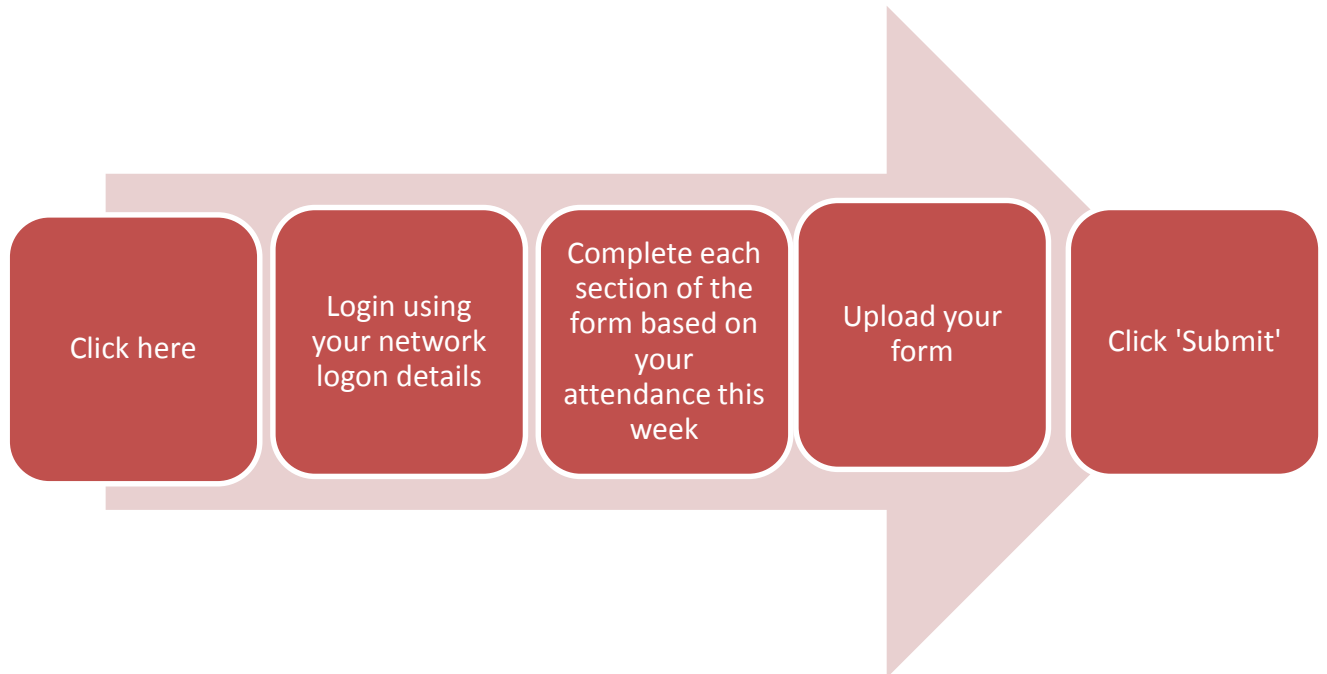 Click here
Login using
your network
logon details
Complete each
section of the
form based on
your
attendance this
week
Upload your
form
Click 'Submit'